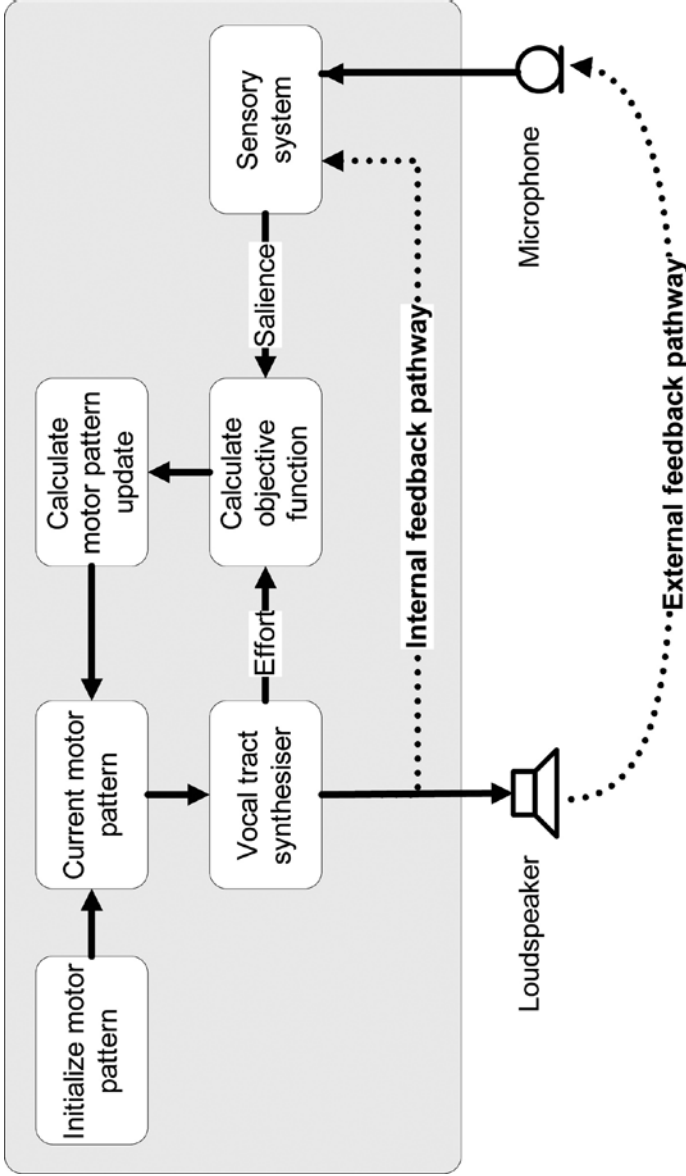 Initialize motor
pattern
Current motor
pattern
Calculate
motor pattern
update
Vocal tract
synthesiser
Effort
Calculate
objective
function
Salience
Sensory
system
Internal feedback pathway
Loudspeaker
Microphone
External feedback pathway